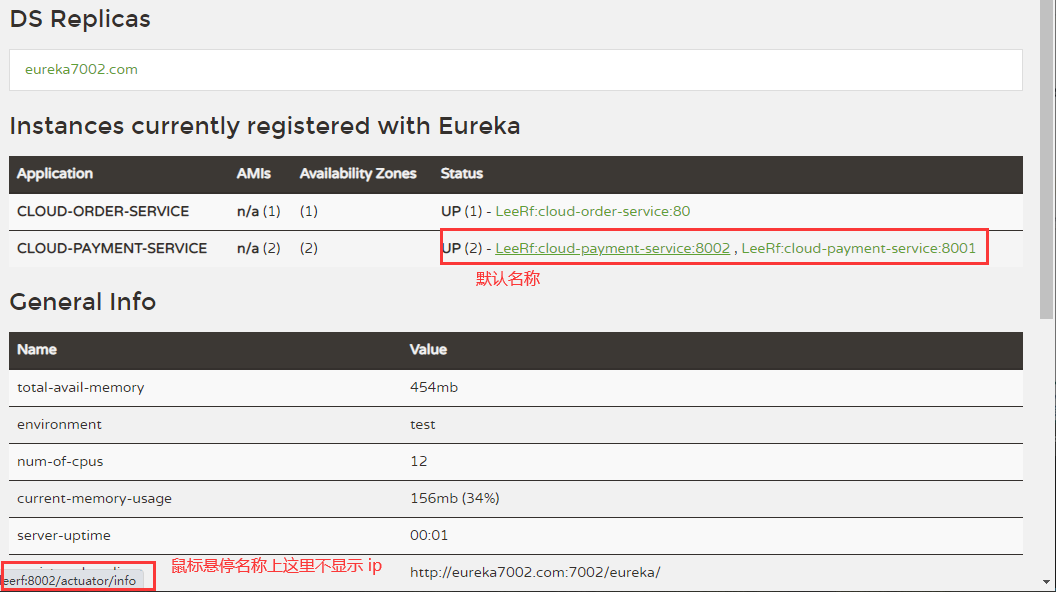 DS Replicas
eureka7002.com
Instances currently registered with Eureka
Application AMIs Availability Zones Status
CLOUD-ORDER-SERVICE n/a (1) (1) UP (1) - LeeRf:cloud-order-service:80
CLOUD-PAYMENT-SERVICE n/a (2) (2) UP (2) - LeeRf:cloud-payment-service:8002 , LeeRf:cloud-payment-service:8001
默认名称
General Info
Name Value
total-avail-memory 454mb
environment test
num-of-cpus 12
current-memory-usage 156mb (34%)
server-uptime 00:01
鼠标悬停名称上这里不显示 ip
http://eureka7002.com:7002/eureka/
leerf:8002/actuator/info